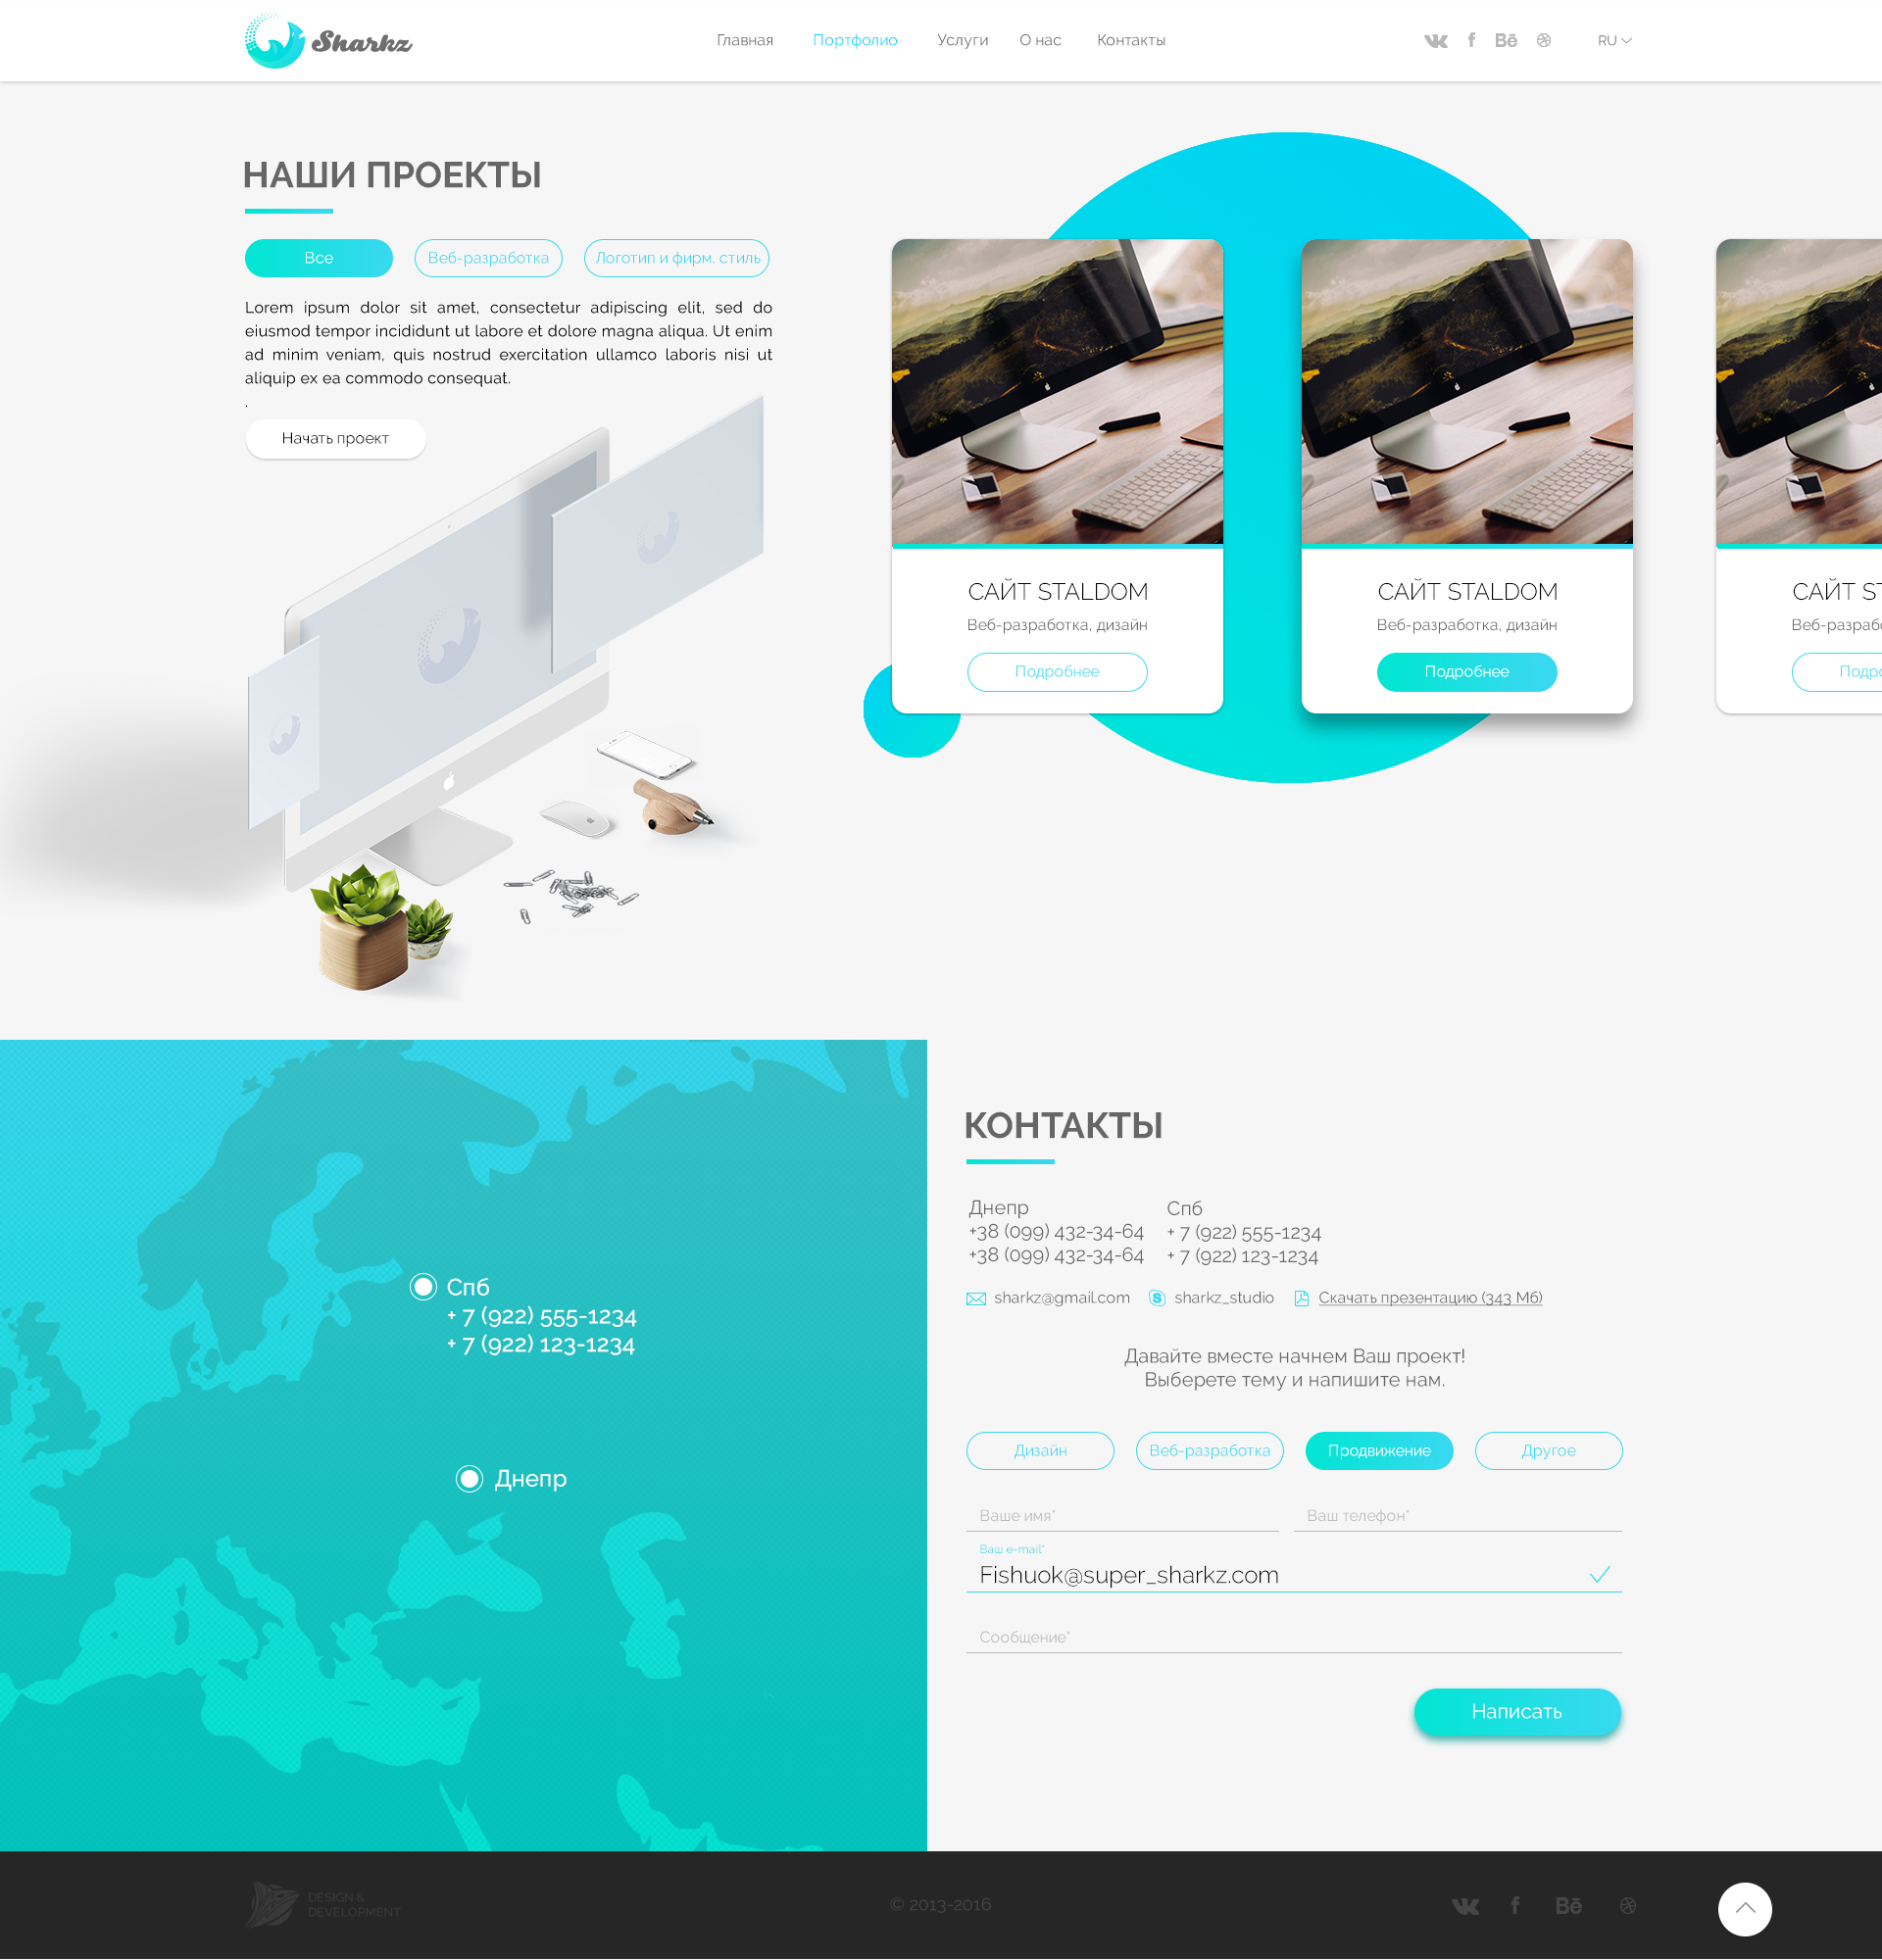 Sharkz
Главная Портфолио Услуги О нас Контакты
Bē
RU
НАШИ ПРОЕКТЫ
Все Веб-разработка Логотип и фирм. стиль
Lorem ipsum dolor sit amet, consectetur adipiscing elit, sed do
eiusmod tempor incididunt ut labore et dolore magna aliqua. Ut enim
ad minim veniam, quis nostrud exercitation ullamco laboris nisi ut
aliquip ex ea commodo consequat.
.
Начать проект
САЙТ STALDOM
Веб-разработка, дизайн
Подробнее
САЙТ STALDOM
Веб-разработка, дизайн
Подробнее
САЙТ
Спб
+ 7 (922) 555-1234
+ 7 (922) 123-1234
Днепр
КОНТАКТЫ
Днепр
+38 (099) 432-34-64
+38 (099) 432-34-64
Спб
+ 7 (922) 555-1234
+ 7 (922) 123-1234
sharkz@gmail.com sharkz_studio Скачать презентацию (343 Мб)
Давайте вместе начнем Ваш проект!
Выберете тему и напишите нам.
Дизайн Веб-разработка Продвижение Другое
Ваше имя* Ваш телефон*
Ваш e-mail*
Fishuok@super_sharkz.com
Сообщение*
Написать
DESIGN &
DEVELOPMENT
© 2013-2016
Bē